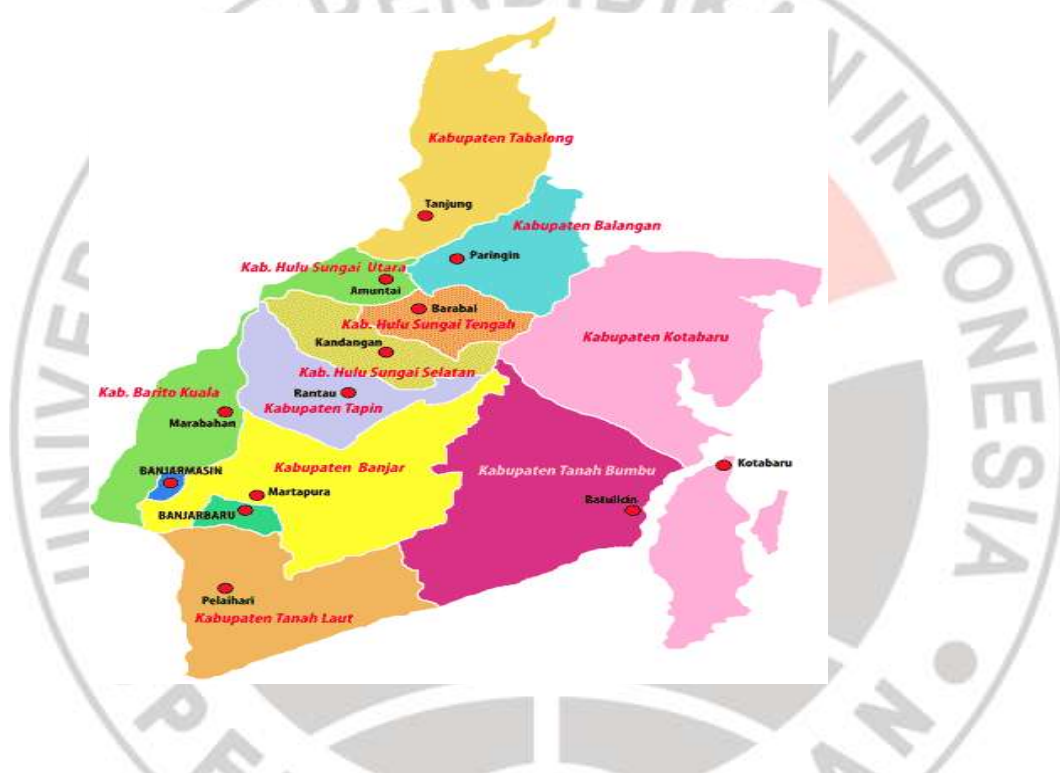 Kabupaten Tabalong
Tanjung
Kabupaten Balangan
Paringin
Kab. Hulu Sungai Utara
Amuntai
Barabai
Kab. Hulu Sungai Tengah
Kandangan
Kab. Hulu Sungai Selatan
Rantau
Kabupaten Tapin
Kabupaten Kotabaru
Kab. Barito Kuala
Marabahan
Kabupaten Banjar
Kabupaten Tanah Bumbu
Kotabaru
BANJARMASIN
Martapura
BANJARBARU
Batulicin
Pelaihari
Kabupaten Tanah Laut